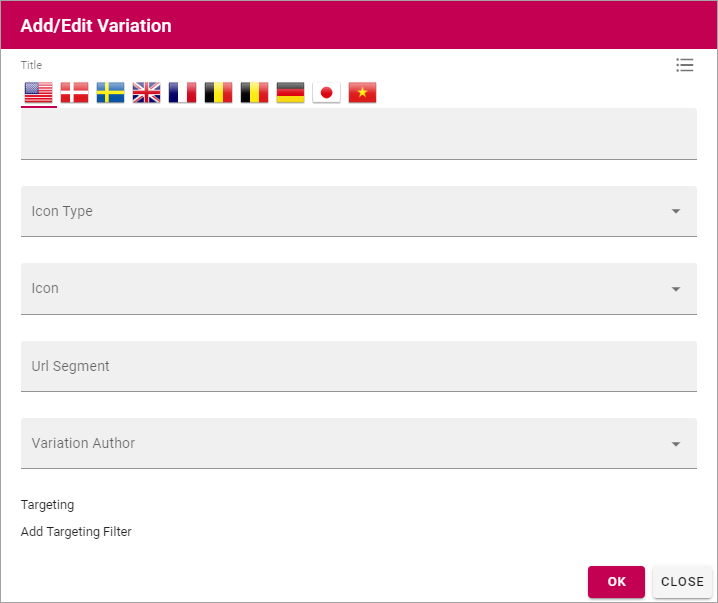 Add/Edit Variation
Title
Icon Type
Icon
Url Segment
Variation Author
Targeting
Add Targeting Filter
OK
CLOSE